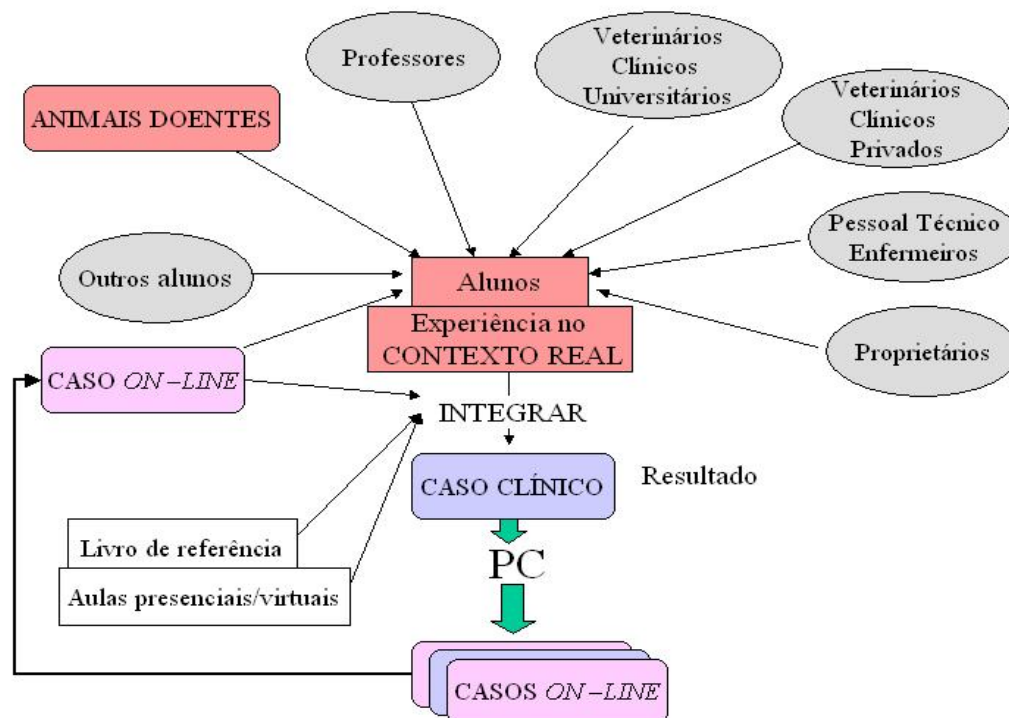 Professores
Veterinários
Clínicos
Universitários
ANIMAIS DOENTES
Veterinários
Clínicos
Privados
Pessoal Técnico
Enfermeiros
Outros alunos
Alunos
Experiência no
CONTEXTO REAL
Proprietários
CASO ON-LINE
INTEGRAR
CASO CLÍNICO
Resultado
Livro de referência
PC
Aulas presenciais/virtuais
CASOS ON-LINE